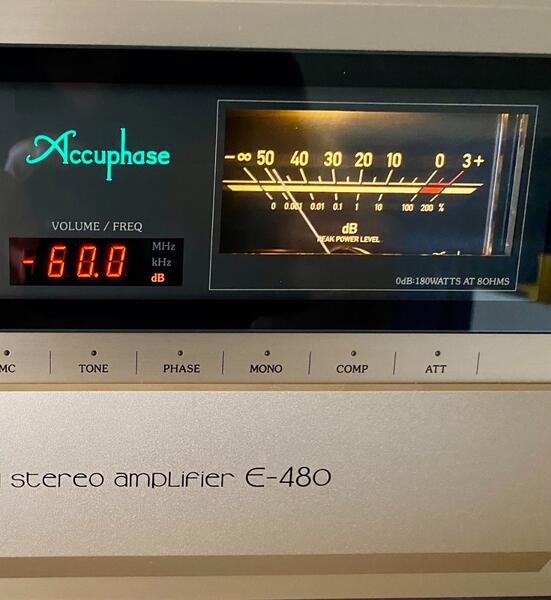 Accuphase
VOLUME / FREQ
MHz
kHz
dB
-60.0
-∞ 50 40 30 20 10 0 3+
0 0.001 0.01 0.1 1 10 100 200 %
dB
PEAK POWER LEVEL
0dB:180WATTS AT 8OHMS
MC TONE PHASE MONO COMP ATT
stereo amplifier E-480